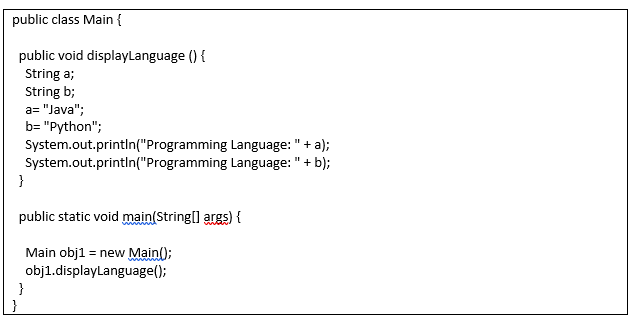 public class Main {
public void displayLanguage () {
String a;
String b;
a= "Java";
b= "Python";
System.out.println("Programming Language: " + a);
System.out.println("Programming Language: " + b);
}
public static void main(String[] args) {
Main obj1 = new Main();
obj1.displayLanguage();
}
}